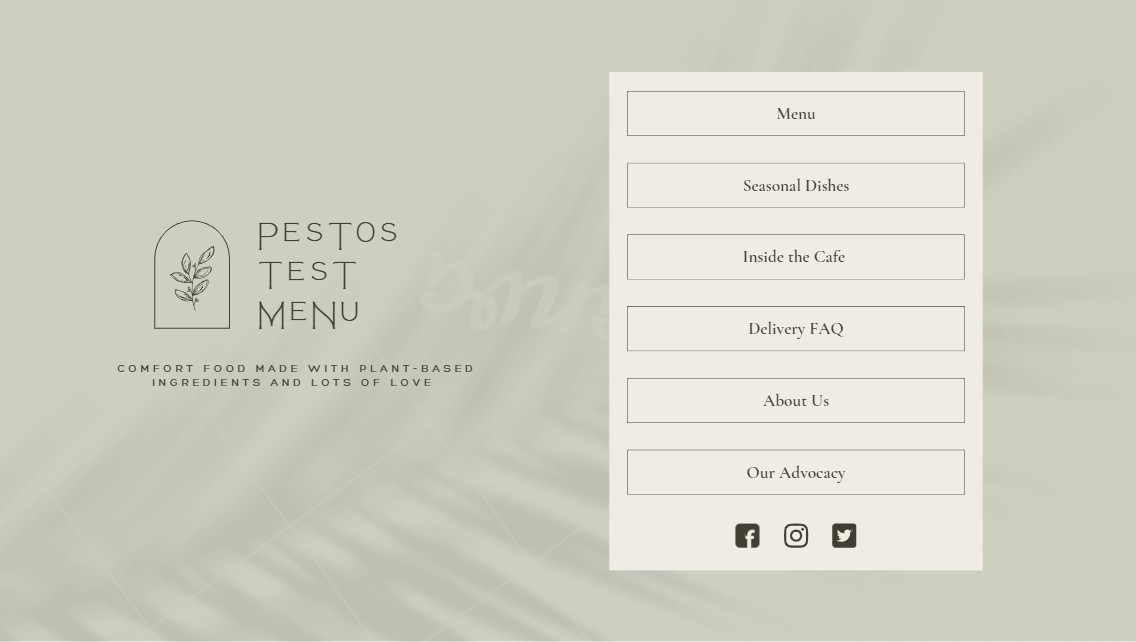 PESTOS
TEST
MENU
COMFORT FOOD MADE WITH PLANT-BASED
INGREDIENTS AND LOTS OF LOVE
Menu
Seasonal Dishes
Inside the Cafe
Delivery FAQ
About Us
Our Advocacy